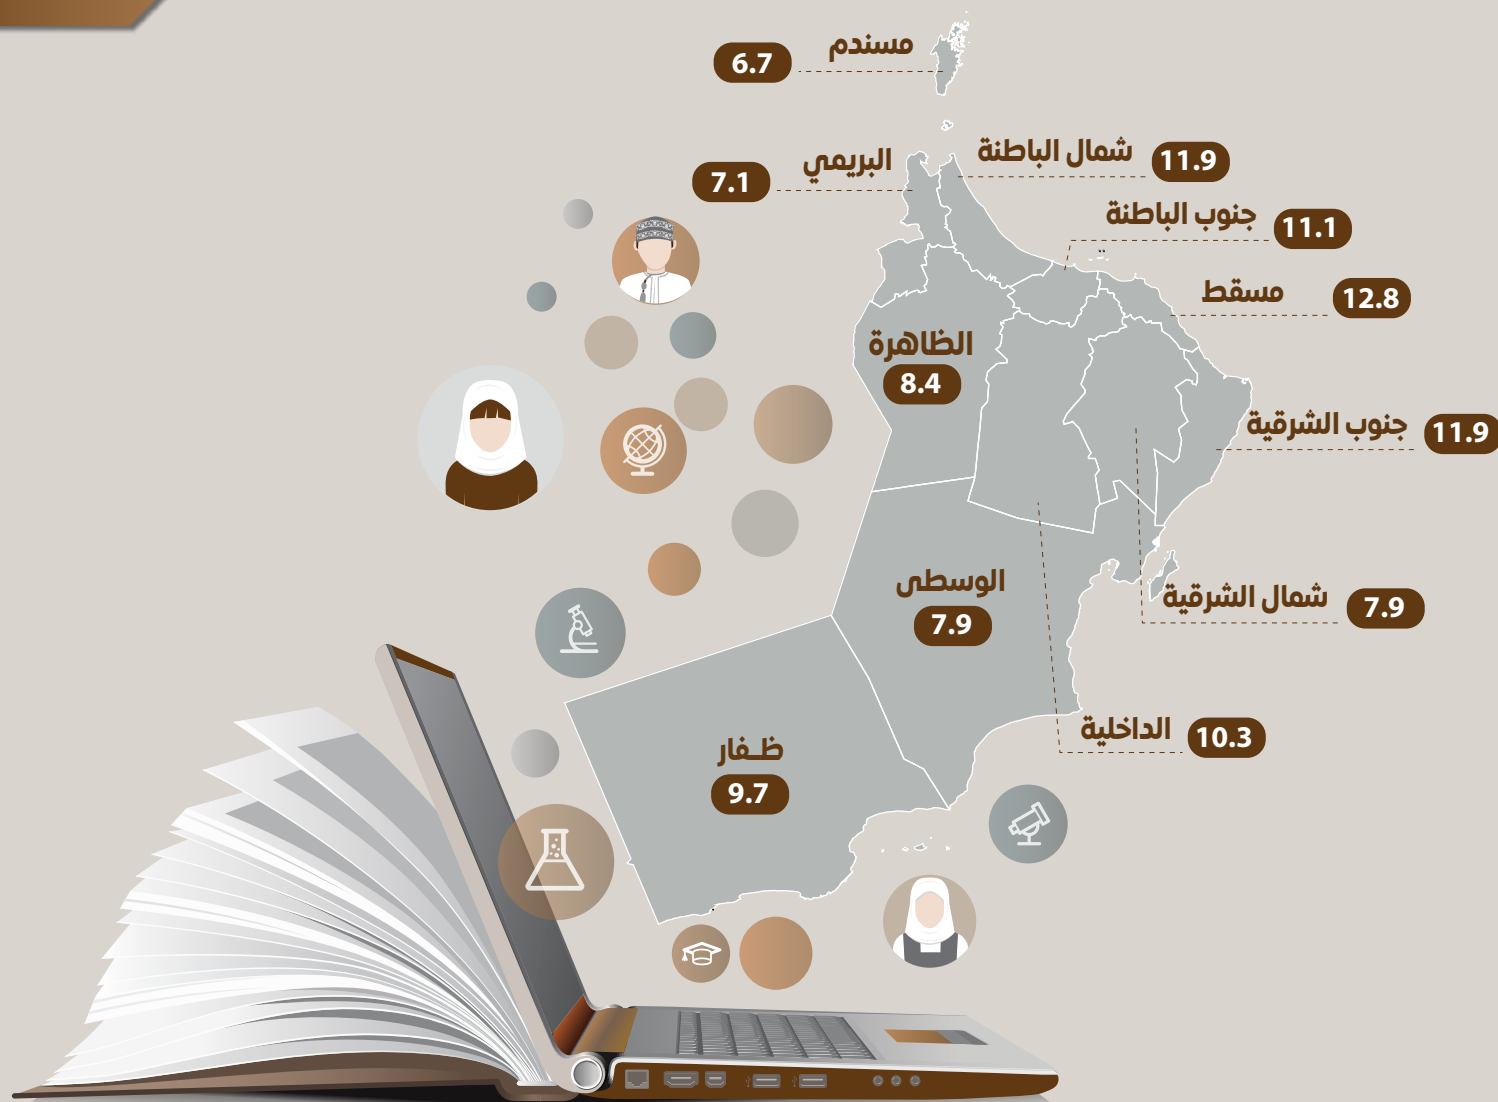 مسندم
6.7
شمال الباطنة
11.9
البريمي
7.1
جنوب الباطنة
11.1
مسقط
12.8
الظاهرة
8.4
جنوب الشرقية
11.9
الوسطى
7.9
شمال الشرقية
7.9
الداخلية
10.3
ظـفار
9.7